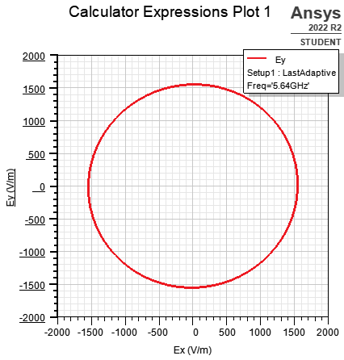 Calculator Expressions Plot 1
Ansys
2022 R2
STUDENT
Ey
Setup1 : LastAdaptive
Freq='5.64GHz'
2000
1500
1000
500
0
-500
-1000
-1500
-2000
Ey (V/m)
-2000 -1500 -1000 -500 0 500 1000 1500 2000
Ex (V/m)